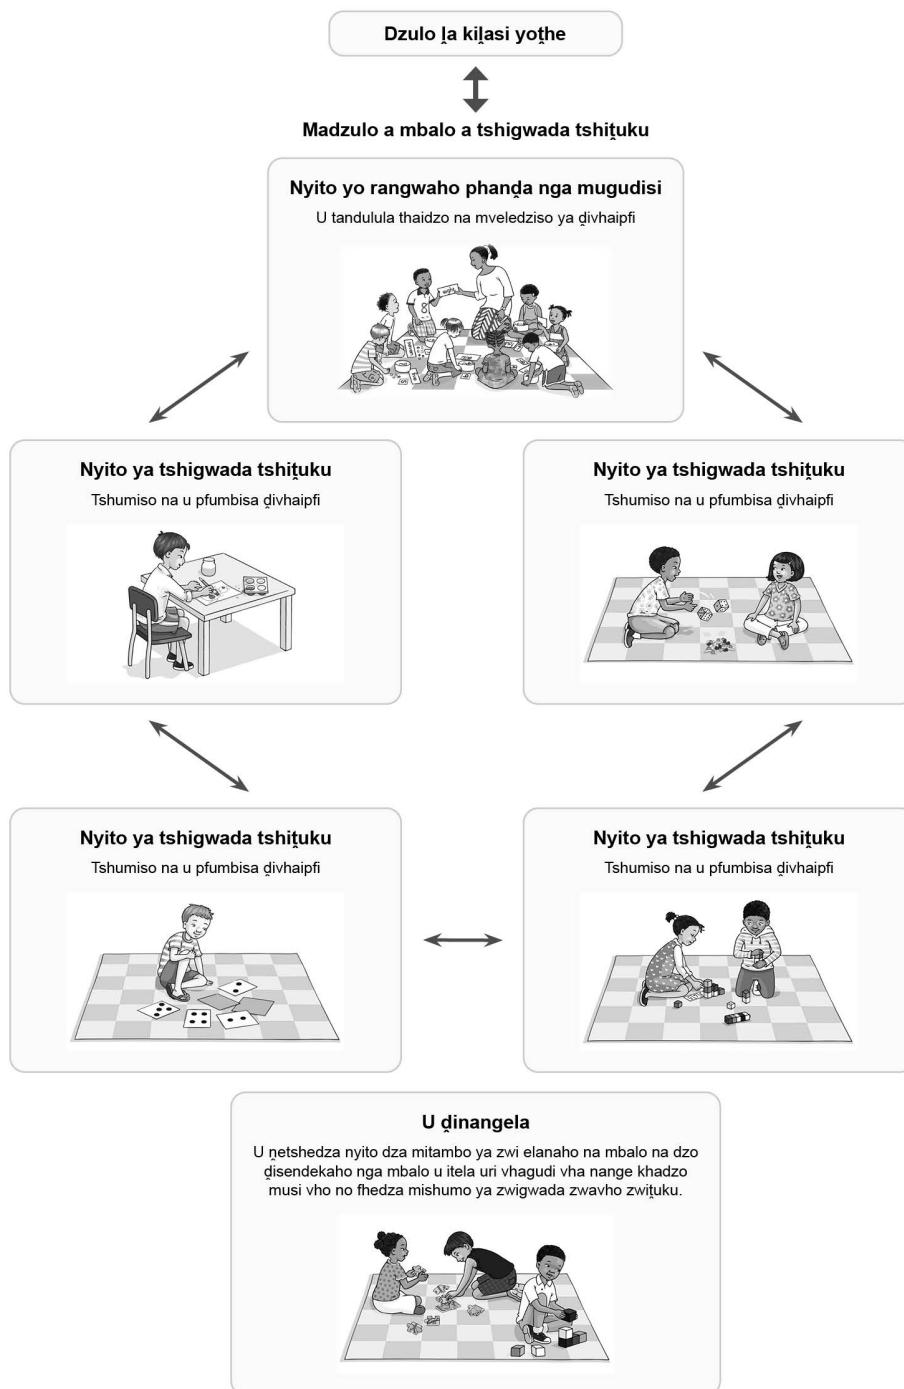 Dzulo ḽa kiḽasi yoṱhe
Madzulo a mbalo a tshigwada tshiṱuku
Nyito yo rangwaho phanḓa nga mugudisi
U tandulula thaidzo na mveledziso ya ḓivhaipfi
Nyito ya tshigwada tshiṱuku
Tshumiso na u pfumbisa ḓivhaipfi
Nyito ya tshigwada tshiṱuku
Tshumiso na u pfumbisa ḓivhaipfi
Nyito ya tshigwada tshiṱuku
Tshumiso na u pfumbisa ḓivhaipfi
Nyito ya tshigwada tshiṱuku
Tshumiso na u pfumbisa ḓivhaipfi
U ḓinangela
U ṋetshedza nyito dza mitambo ya zwi elanaho na mbalo na dzo
ḓisendekaho nga mbalo u itela uri vhagudi vha nange khadzo
musi vho no fhedza mishumo ya zwigwada zwavho zwiṱuku.